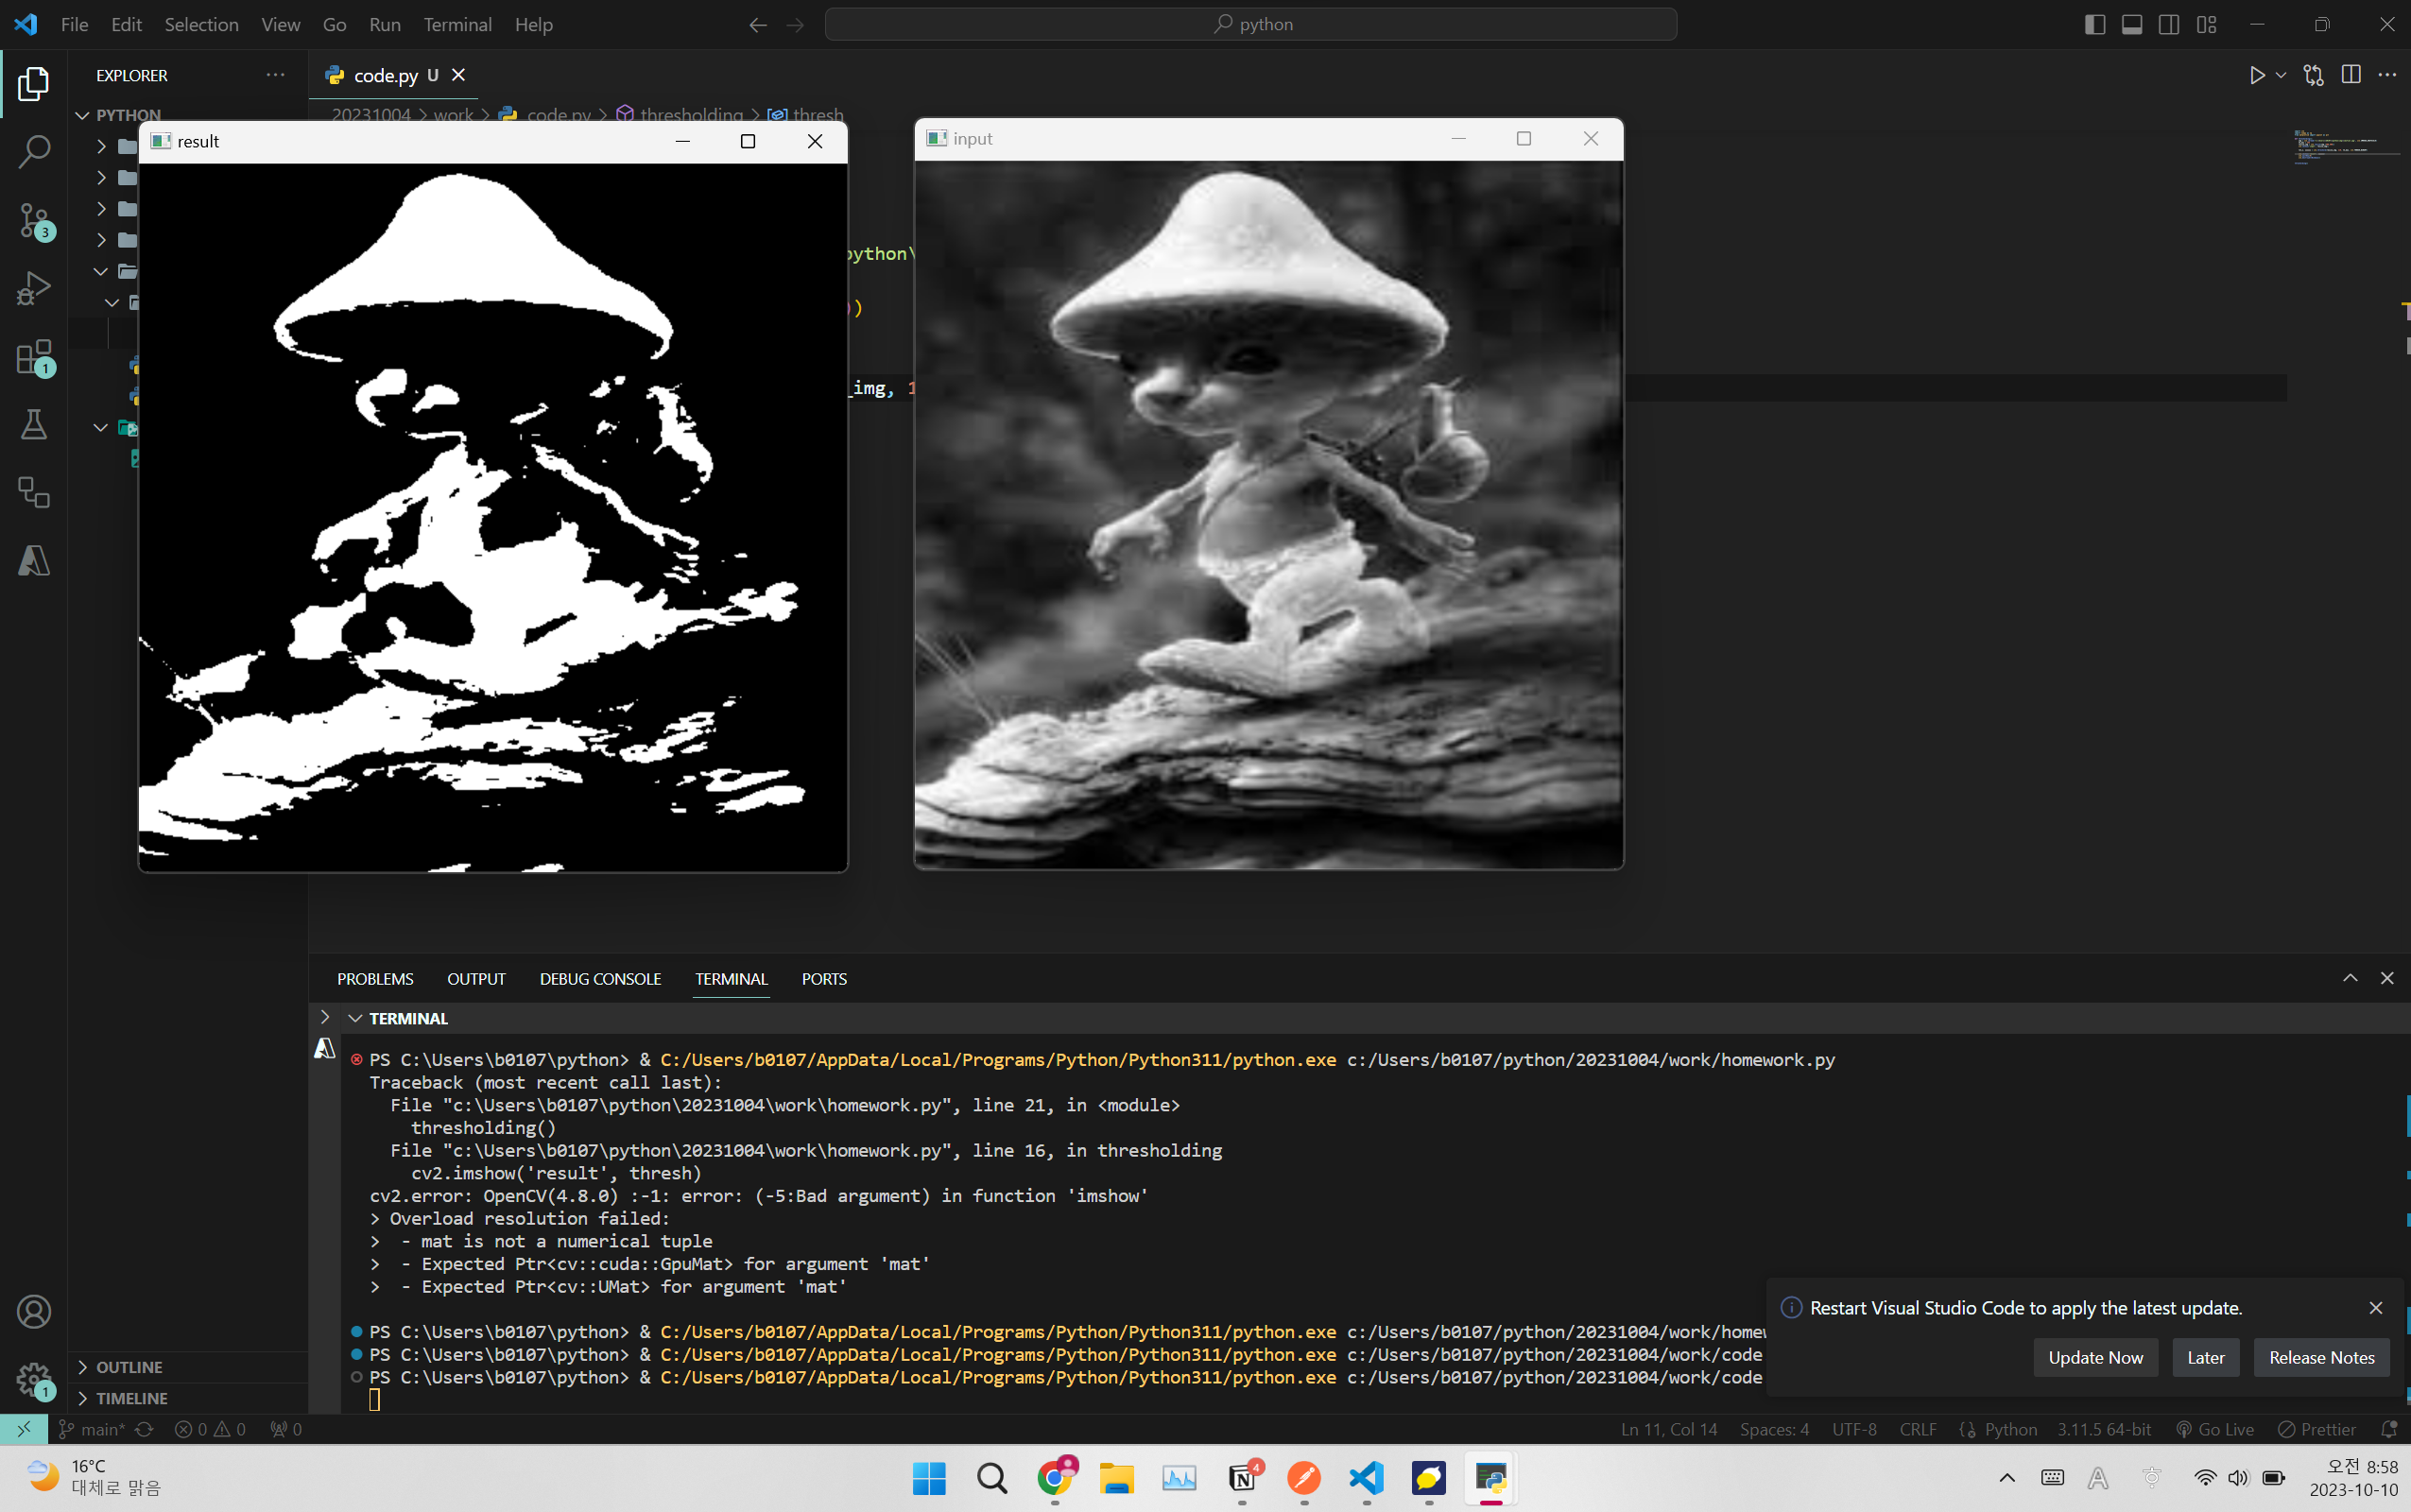 File Edit Selection View Go Run Terminal Help
python
EXPLORER
code.py U
PYTHON
20231004 > work > code.py > thresholding > thresh
result
input
python\
)
_img, 1
PROBLEMS OUTPUT DEBUG CONSOLE TERMINAL PORTS
TERMINAL
PS C:\Users\b0107\python> & C:/Users/b0107/AppData/Local/Programs/Python/Python311/python.exe c:/Users/b0107/python/20231004/work/homework.py
Traceback (most recent call last):
File "c:\Users\b0107\python\20231004\work\homework.py", line 21, in <module>
thresholding()
File "c:\Users\b0107\python\20231004\work\homework.py", line 16, in thresholding
cv2.imshow('result', thresh)
cv2.error: OpenCV(4.8.0) :-1: error: (-5:Bad argument) in function 'imshow'
> Overload resolution failed:
>  - mat is not a numerical tuple
>  - Expected Ptr<cv::cuda::GpuMat> for argument 'mat'
>  - Expected Ptr<cv::UMat> for argument 'mat'
PS C:\Users\b0107\python> & C:/Users/b0107/AppData/Local/Programs/Python/Python311/python.exe c:/Users/b0107/python/20231004/work/homew
PS C:\Users\b0107\python> & C:/Users/b0107/AppData/Local/Programs/Python/Python311/python.exe c:/Users/b0107/python/20231004/work/code
PS C:\Users\b0107\python> & C:/Users/b0107/AppData/Local/Programs/Python/Python311/python.exe c:/Users/b0107/python/20231004/work/code
Restart Visual Studio Code to apply the latest update.
Update Now Later Release Notes
OUTLINE
TIMELINE
3
1
1
main* 0 0 0 Ln 11, Col 14 Spaces: 4 UTF-8 CRLF Python 3.11.5 64-bit Go Live Prettier
16°C
대체로 맑음
4
A
오전 8:58
2023-10-10